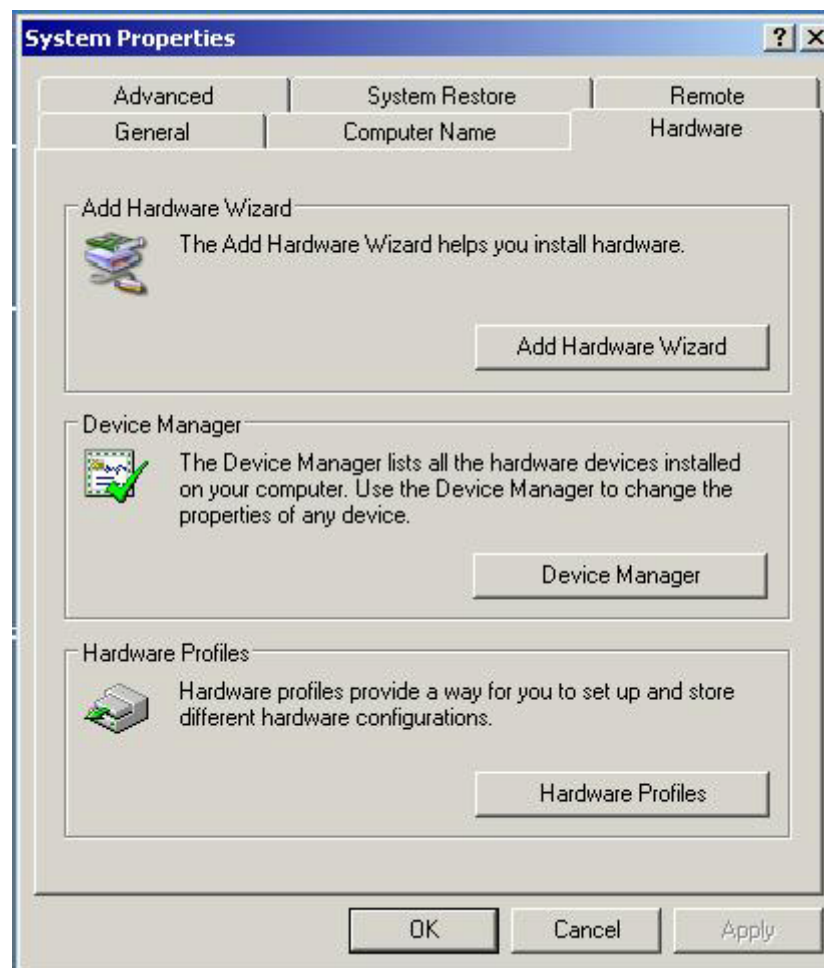 System Properties
Advanced System Restore Remote
General Computer Name Hardware
Add Hardware Wizard
The Add Hardware Wizard helps you install hardware.
Add Hardware Wizard
Device Manager
The Device Manager lists all the hardware devices installed
on your computer. Use the Device Manager to change the
properties of any device.
Device Manager
Hardware Profiles
Hardware profiles provide a way for you to set up and store
different hardware configurations.
Hardware Profiles
OK Cancel Apply